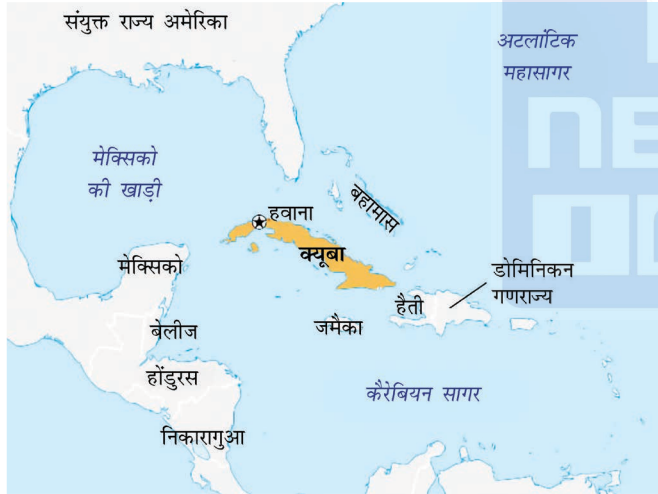 संयुक्त राज्य अमेरिका
अटलांटिक
महासागर
मेक्सिको
की खाड़ी
बहामास
हवाना
क्यूबा
मेक्सिको
डोमिनिकन
गणराज्य
हैती
जमैका
बेलीज
होंडुरस
कैरेबियन सागर
निकारागुआ